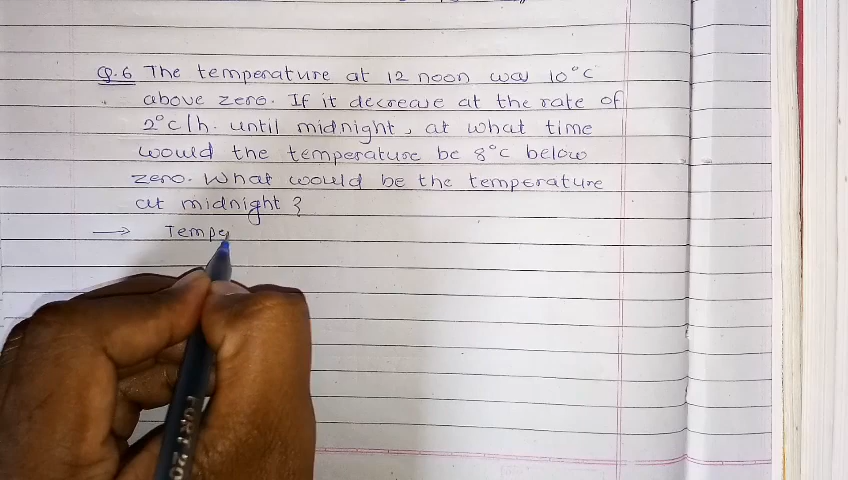 Q.6 The temperature at 12 noon was 10°C
above zero. If it decrease at the rate of
2°C/h. until midnight, at what time
would the temperature be 8°C below
zero. What would be the temperature
at midnight?
→ Tempe